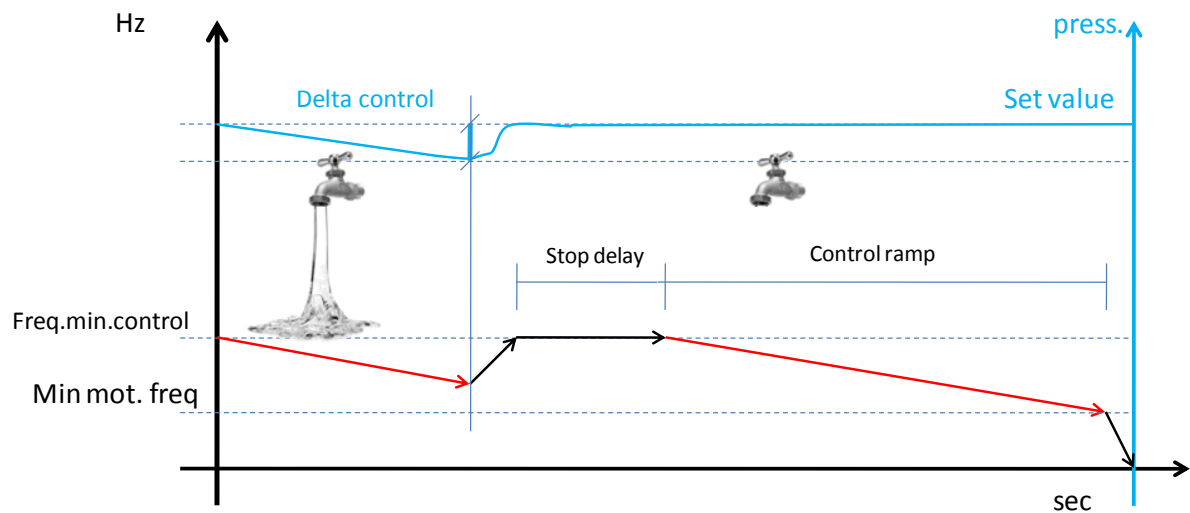 Hz
press.
Delta control
Set value
Stop delay
Control ramp
Freq.min.control
Min mot. freq
sec